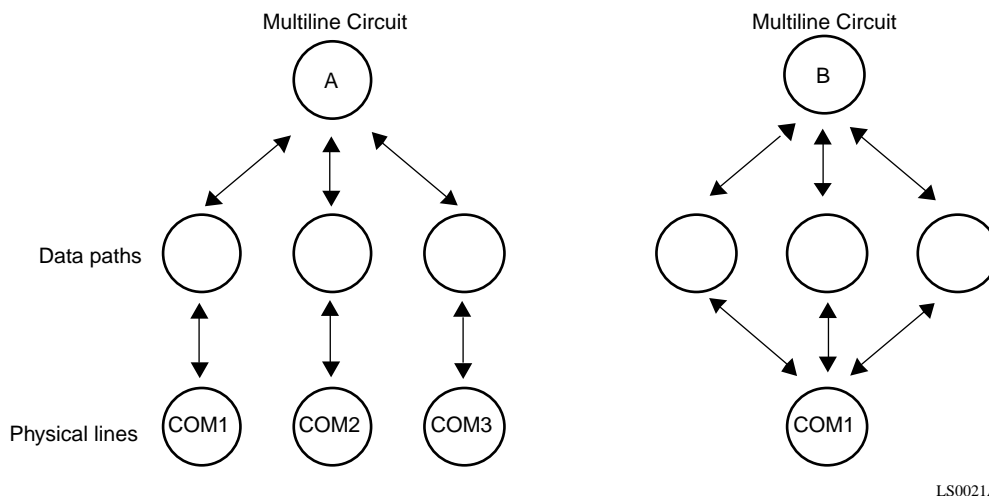 Multiline Circuit
Multiline Circuit
A
B
Data paths
Physical lines
COM1
COM2
COM3
COM1
LS0021.